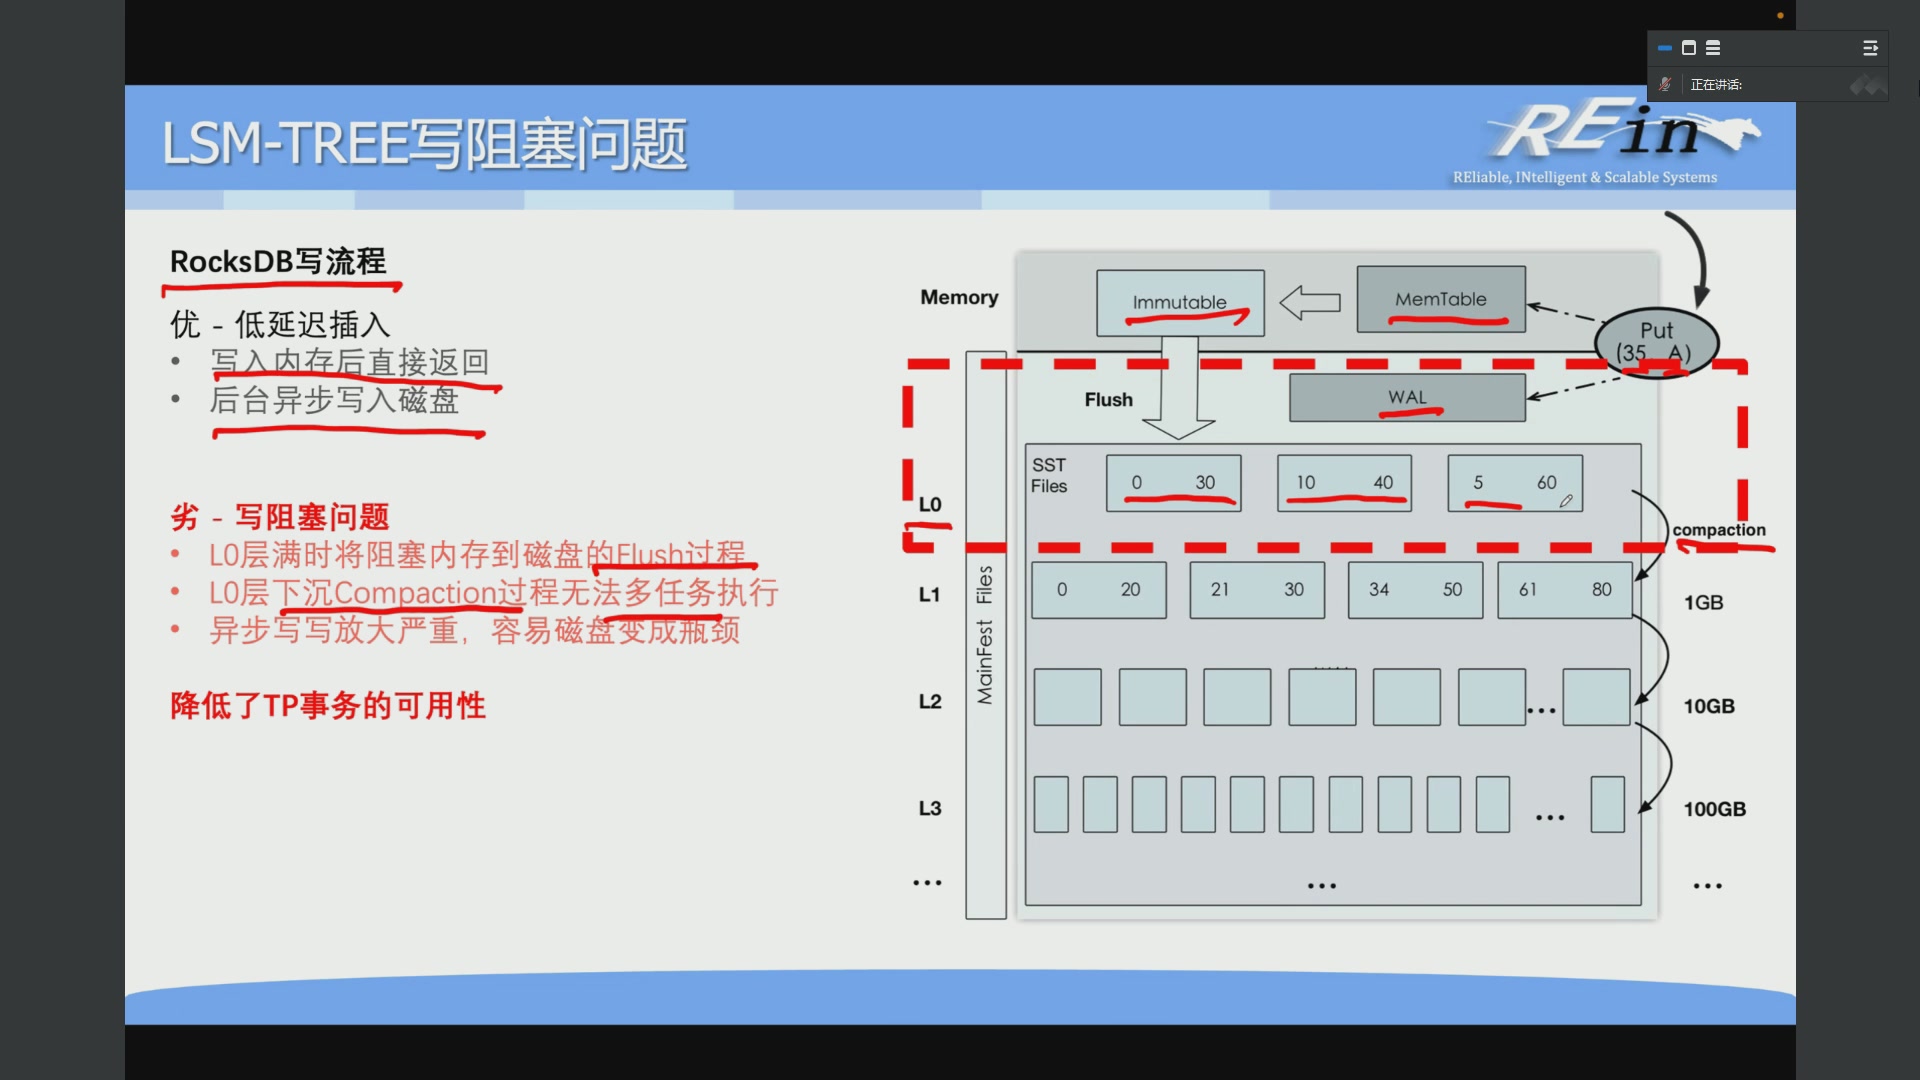 正在讲话:
LSM-TREE写阻塞问题
REin
REliable, INtelligent & Scalable Systems
RocksDB写流程
优 - 低延迟插入
• 写入内存后直接返回
• 后台异步写入磁盘
劣 - 写阻塞问题
• L0层满时将阻塞内存到磁盘的Flush过程
• L0层下沉Compaction过程无法多任务执行
• 异步写写放大严重，容易磁盘变成瓶颈
降低了TP事务的可用性
Memory
Immutable
MemTable
Put
(35 A)
Flush
WAL
SST
Files
0 30
10 40
5 60
L0
compaction
MainFest Files
L1
0 20
21 30
34 50
61 80
1GB
L2
...
10GB
L3
...
100GB
...
...
...